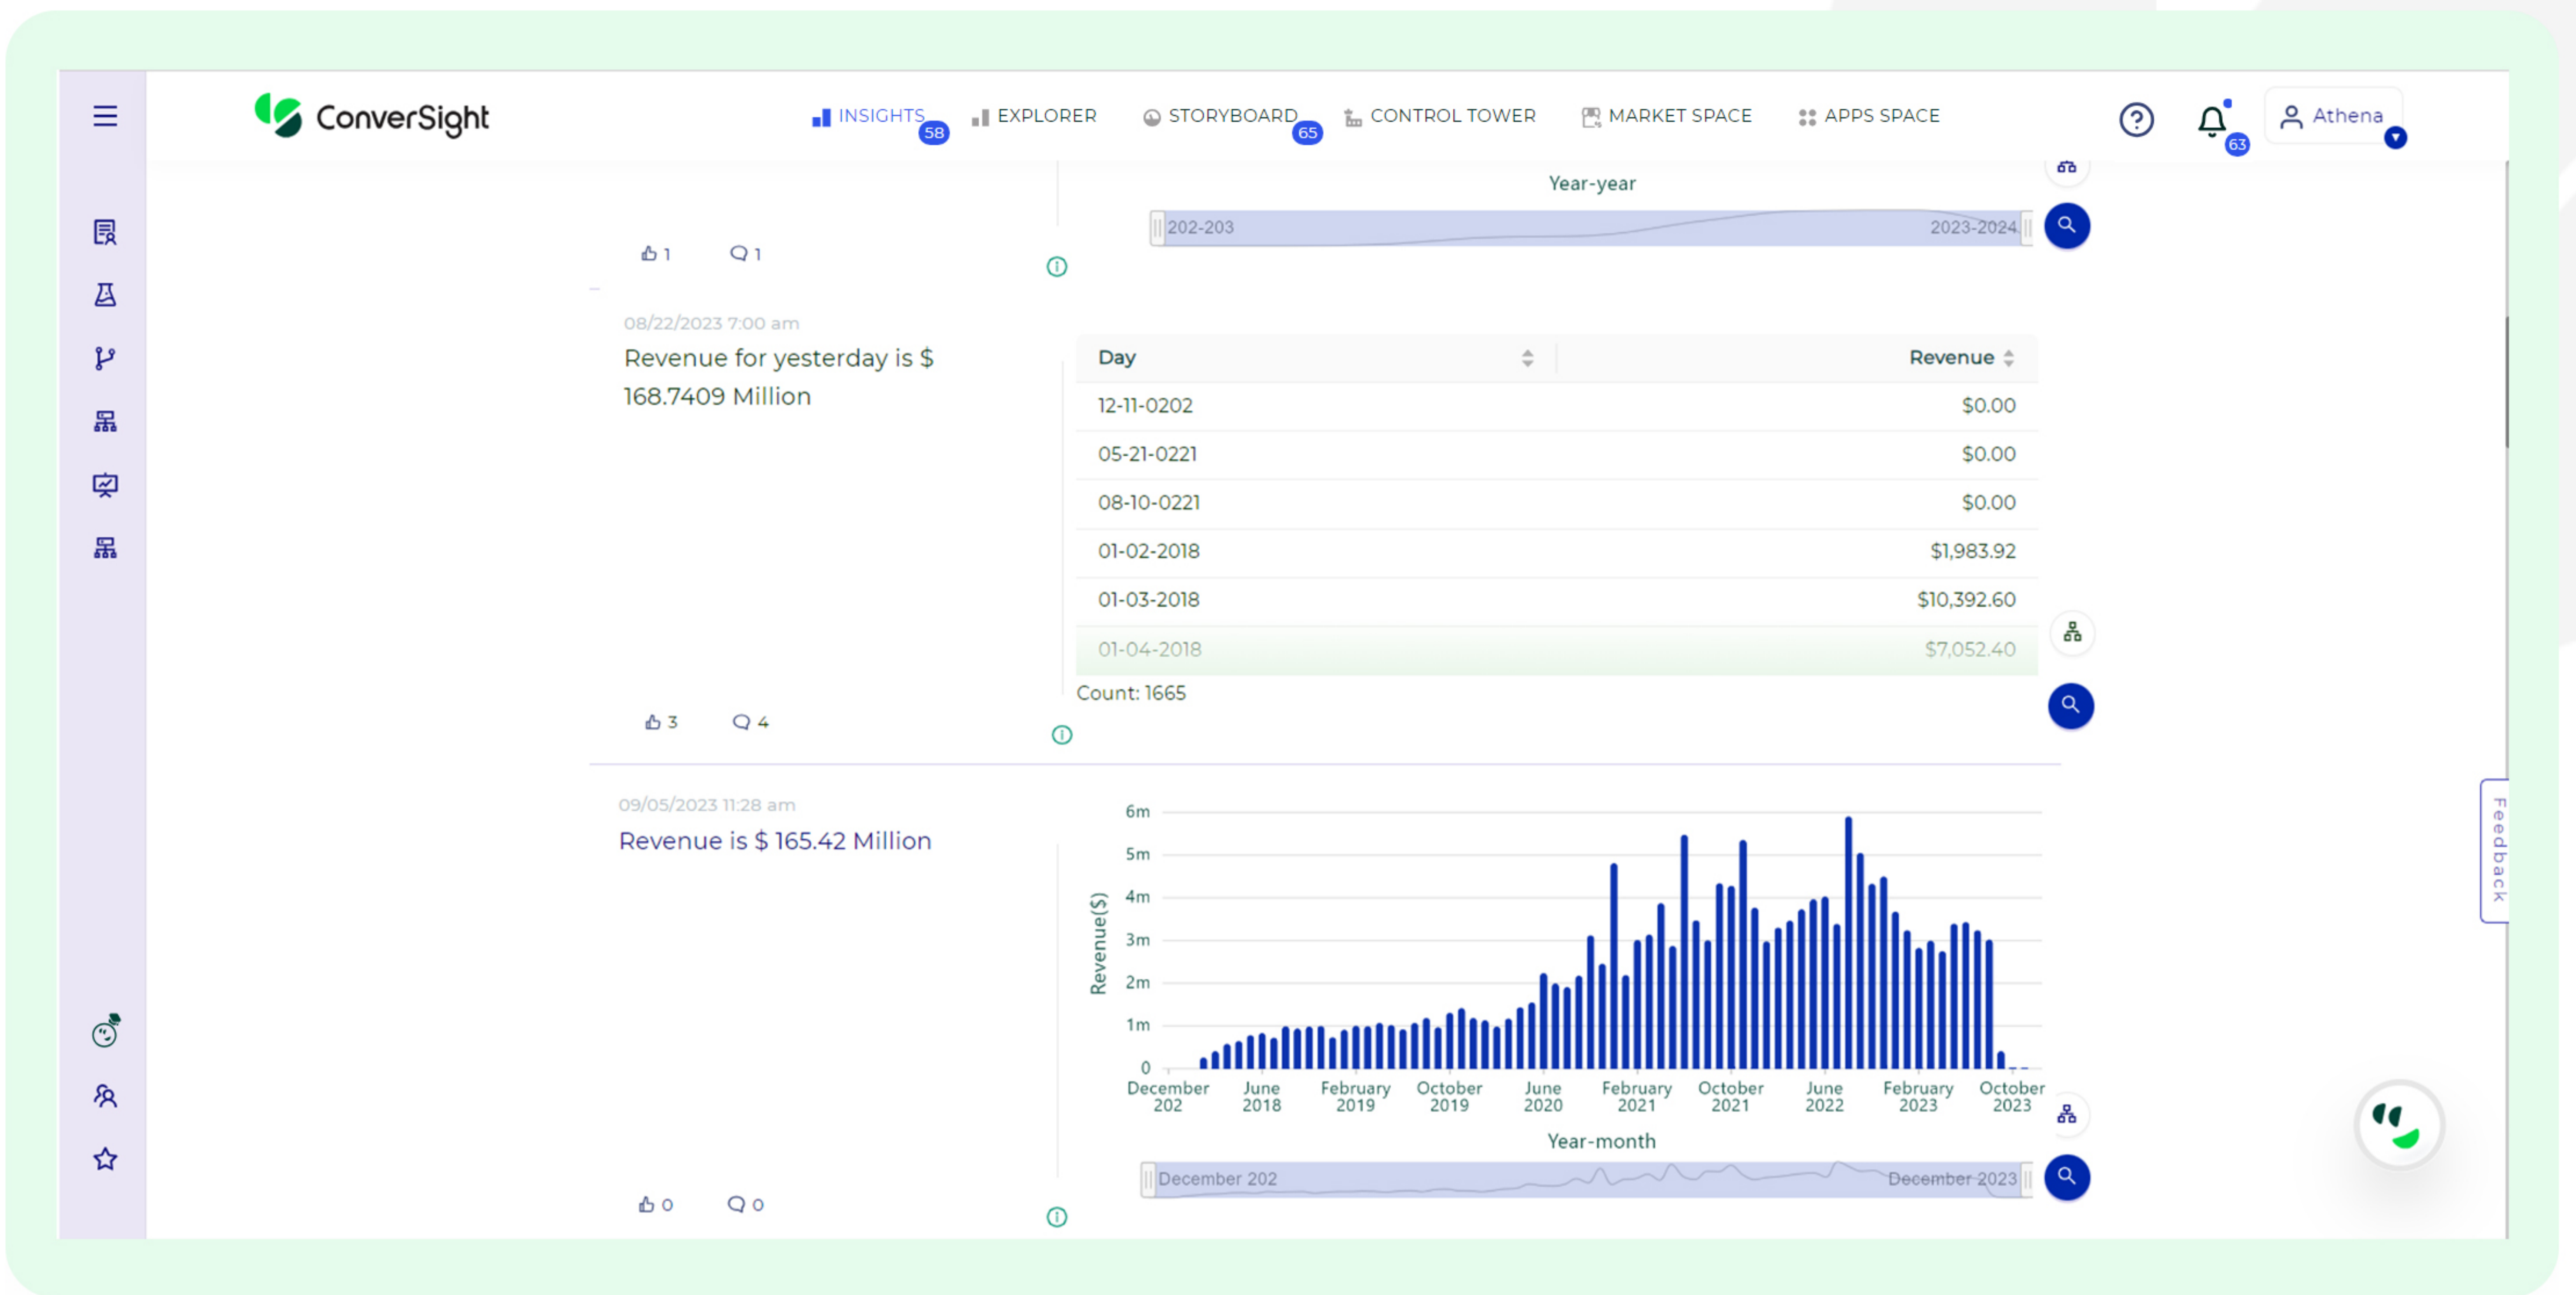 ConverSight
INSIGHTS
58
EXPLORER
STORYBOARD
65
CONTROL TOWER
MARKET SPACE
APPS SPACE
63
Athena
Year-year
202-203
2023-2024
1
1
08/22/2023 7:00 am
Revenue for yesterday is $
168.7409 Million
Day Revenue
12-11-0202 $0.00
05-21-0221 $0.00
08-10-0221 $0.00
01-02-2018 $1,983.92
01-03-2018 $10,392.60
01-04-2018 $7,052.40
Count: 1665
3
4
09/05/2023 11:28 am
Revenue is $ 165.42 Million
Revenue($)
6m
5m
4m
3m
2m
1m
0
December 202
June 2018
February 2019
October 2019
June 2020
February 2021
October 2021
June 2022
February 2023
October 2023
Year-month
December 202
December 2023
0
0
Feedback